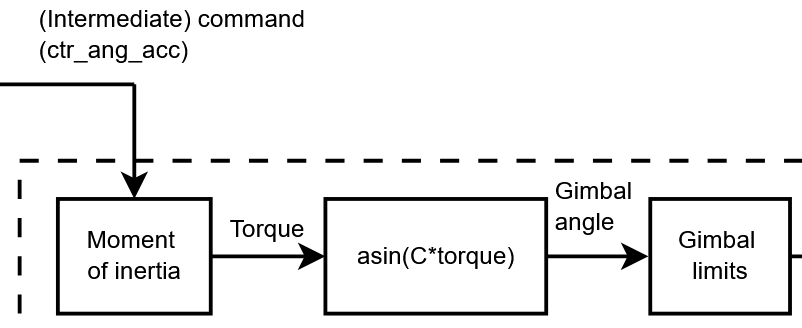 (Intermediate) command
(ctr_ang_acc)
Moment
of inertia
Torque
asin(C*torque)
Gimbal
angle
Gimbal
limits